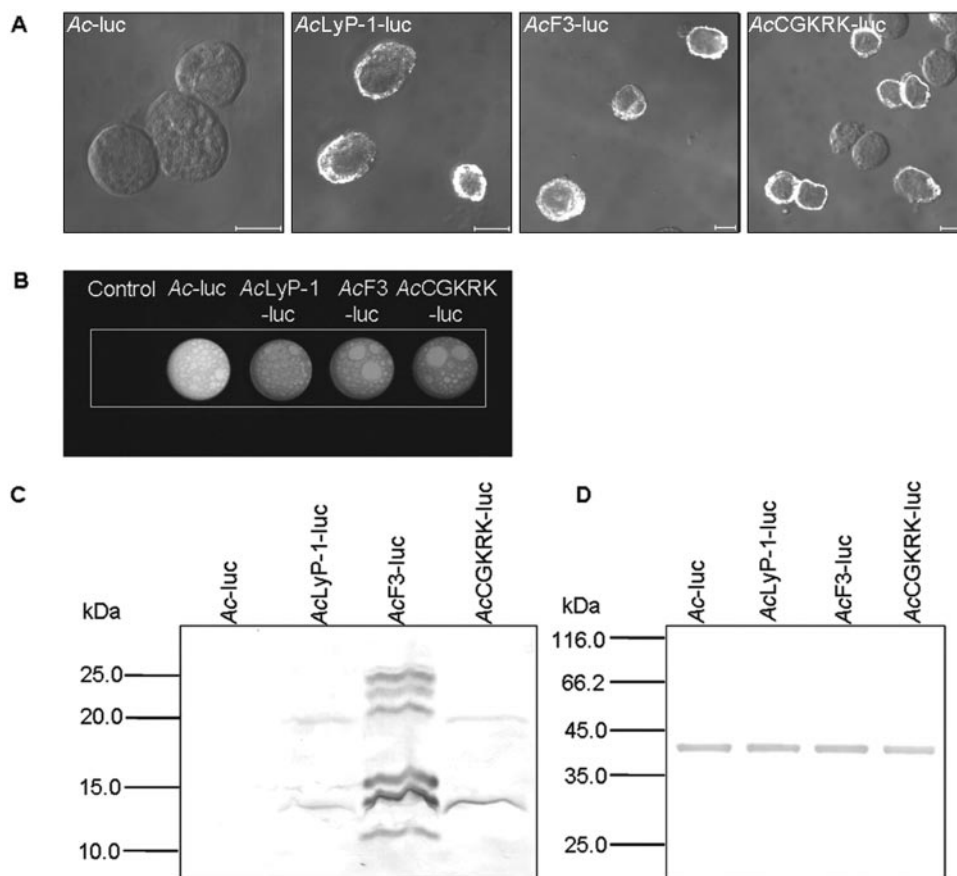 A
Ac-luc AcLyP-1-luc AcF3-luc AcCGKRK-luc
B
Control Ac-luc AcLyP-1 AcF3 AcCGKRK
-luc -luc -luc
C
kDa
Ac-luc
AcLyP-1-luc
AcF3-luc
AcCGKRK-luc
25.0
20.0
15.0
10.0
D
kDa
Ac-luc
AcLyP-1-luc
AcF3-luc
AcCGKRK-luc
116.0
66.2
45.0
35.0
25.0